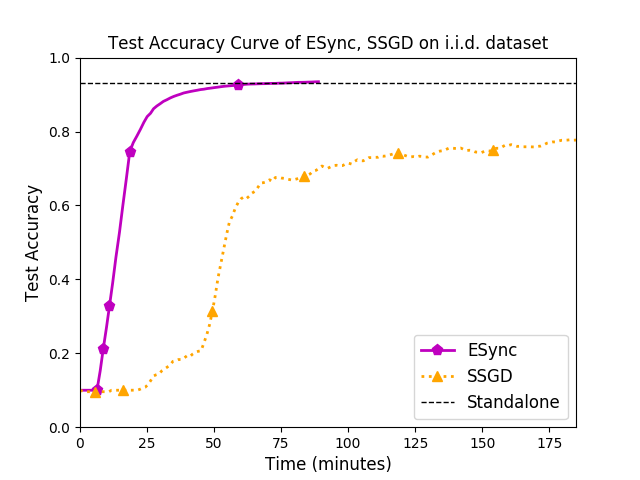 Test Accuracy Curve of ESync, SSGD on i.i.d. dataset
1.0
0.8
0.6
0.4
0.2
0.0
Test Accuracy
0 25 50 75 100 125 150 175
Time (minutes)
ESync
SSGD
Standalone